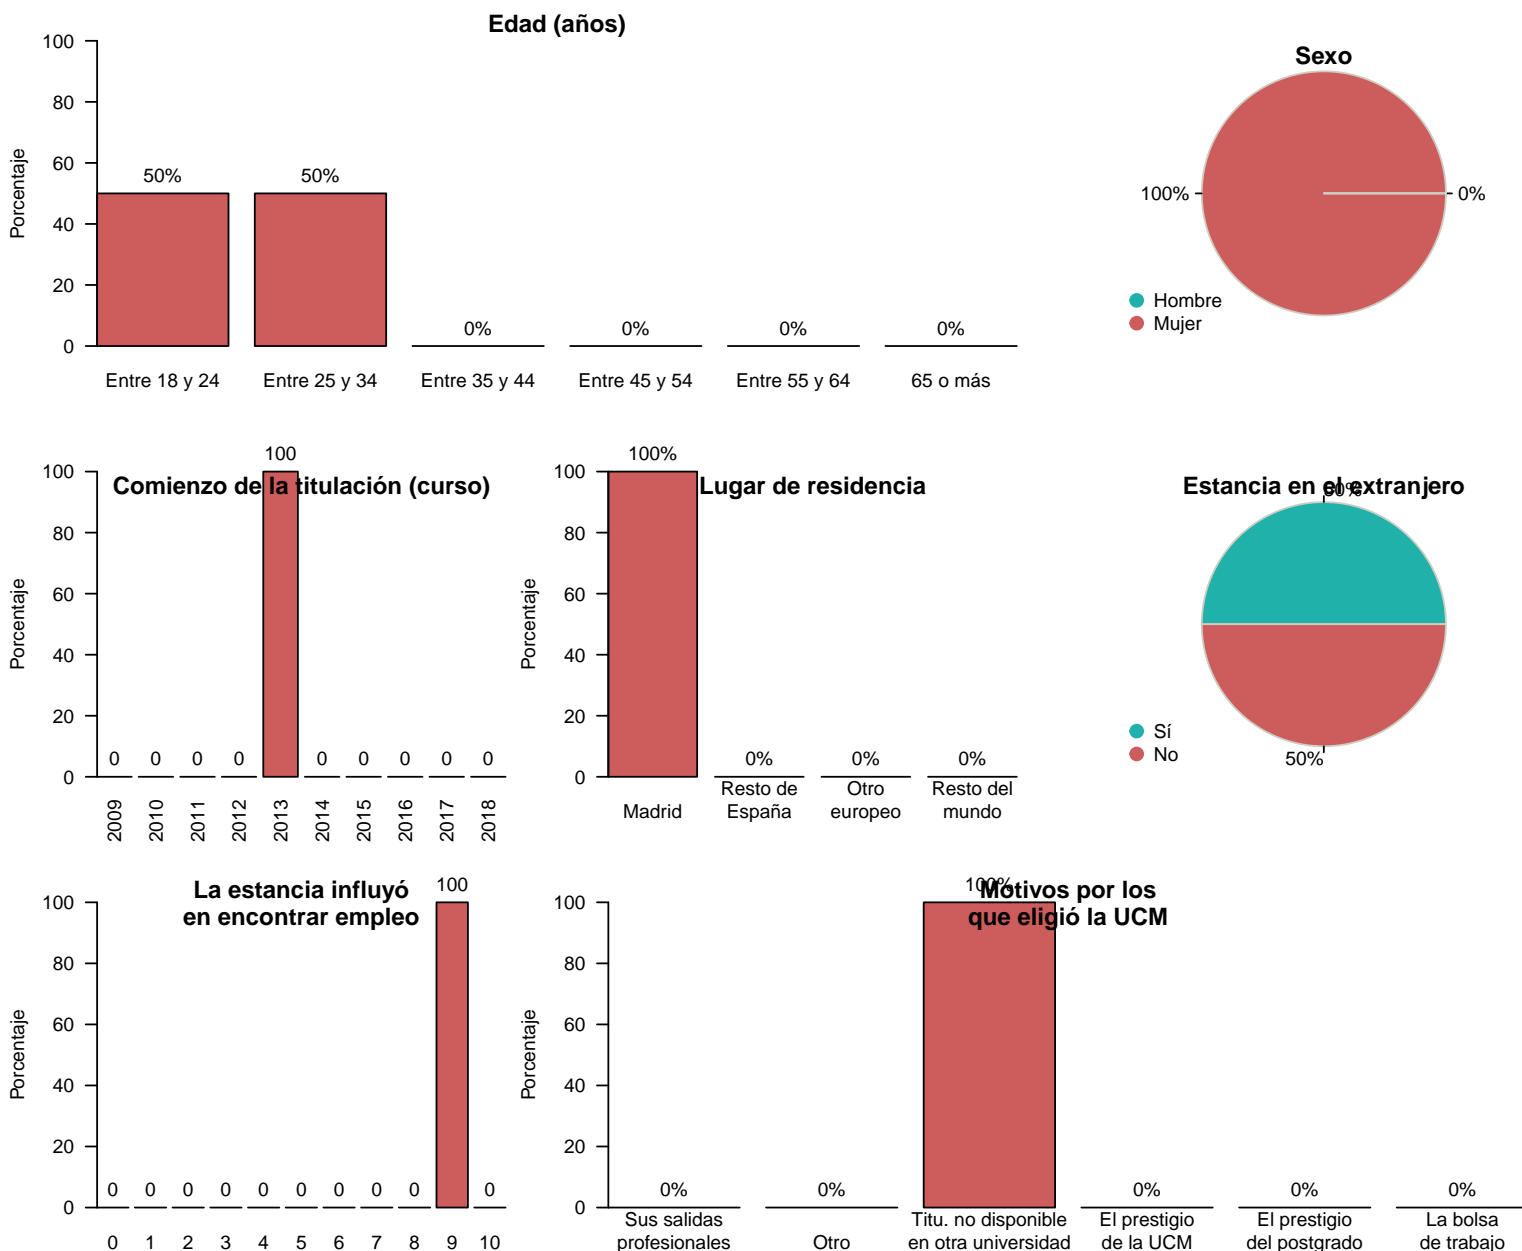 Edad (años)
Porcentaje
100
80
60
40
20
0
50%
50%
0%
0%
0%
0%
Entre 18 y 24
Entre 25 y 34
Entre 35 y 44
Entre 45 y 54
Entre 55 y 64
65 o más
Sexo
100%
0%
Hombre
Mujer
Comienzo de la titulación (curso)
Porcentaje
100
80
60
40
20
0
0
0
0
0
100
0
0
0
0
0
2009
2010
2011
2012
2013
2014
2015
2016
2017
2018
Lugar de residencia
Porcentaje
100
80
60
40
20
0
100%
0%
0%
0%
Madrid
Resto de
España
Otro
europeo
Resto del
mundo
Estancia en el extranjero
50%
50%
Sí
No
La estancia influyó
en encontrar empleo
Porcentaje
100
80
60
40
20
0
0
0
0
0
0
0
0
0
0
100
0
0
1
2
3
4
5
6
7
8
9
10
Motivos por los
que eligió la UCM
Porcentaje
100
80
60
40
20
0
0%
0%
100%
0%
0%
0%
Sus salidas
profesionales
Otro
Titu. no disponible
en otra universidad
El prestigio
de la UCM
El prestigio
del postgrado
La bolsa
de trabajo